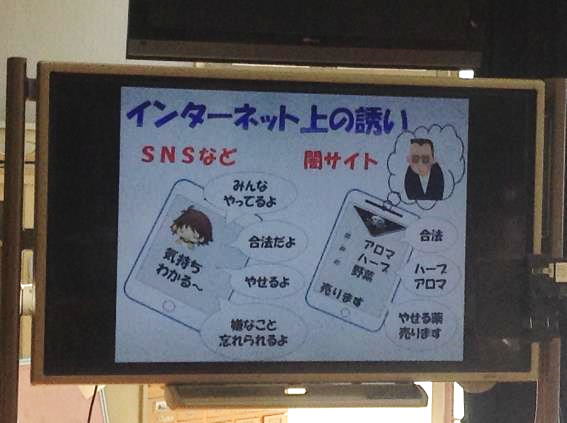 インターネット上の誘い
SNSなど
闇サイト
みんな
やってるよ
合法だよ
気持ち
わかる～
やせるよ
嫌なこと
忘れられるよ
アロマ
ハーブ
野菜
売ります
合法
ハーブ
アロマ
やせる薬
売ります